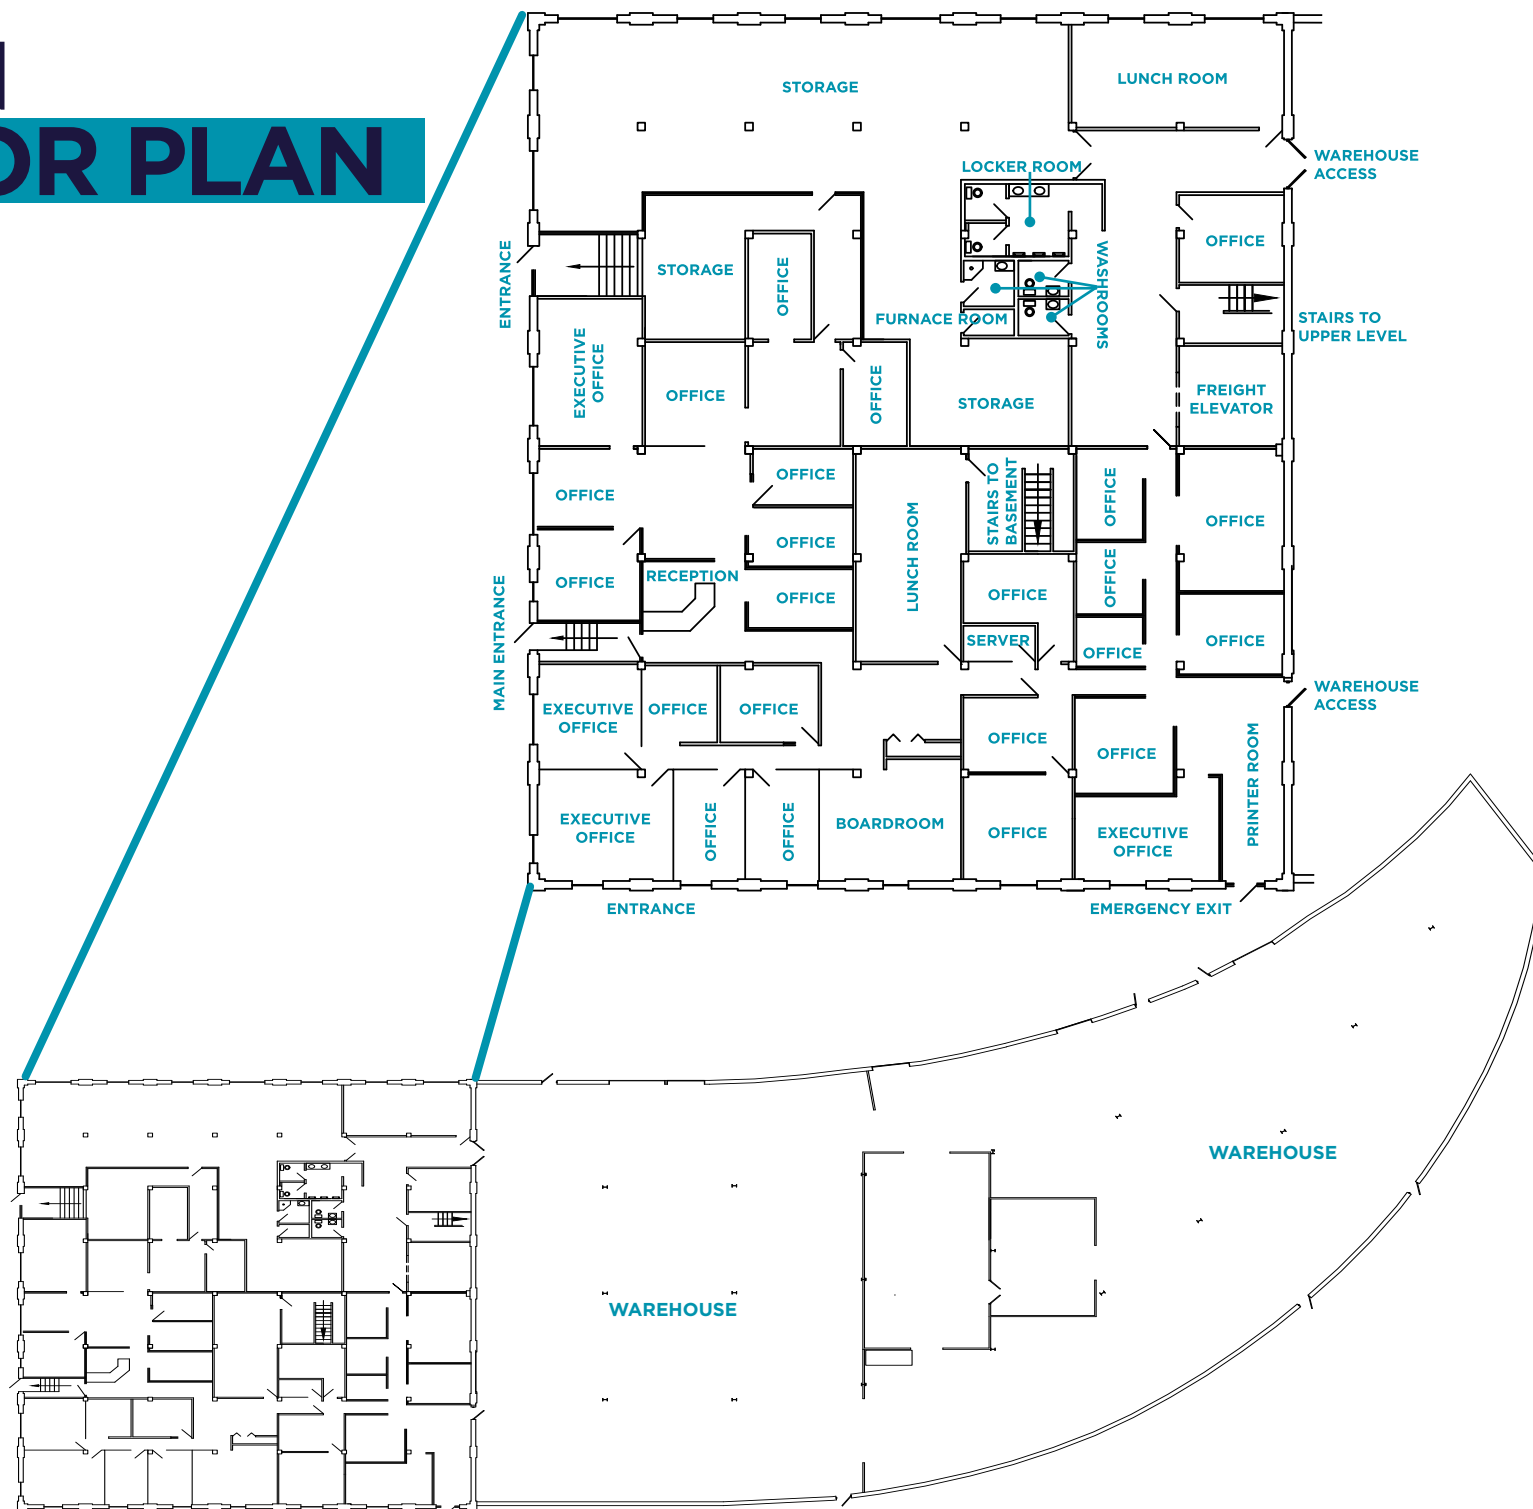 OR PLAN
STORAGE
LUNCH ROOM
WAREHOUSE
ACCESS
LOCKER ROOM
OFFICE
WASHROOMS
ENTRANCE
STORAGE
OFFICE
FURNACE ROOM
STAIRS TO
UPPER LEVEL
EXECUTIVE
OFFICE
OFFICE
OFFICE
STORAGE
FREIGHT
ELEVATOR
OFFICE
OFFICE
STAIRS TO
BASEMENT
OFFICE
OFFICE
LUNCH ROOM
OFFICE
OFFICE
RECEPTION
OFFICE
OFFICE
OFFICE
OFFICE
MAIN ENTRANCE
SERVER
OFFICE
OFFICE
WAREHOUSE
ACCESS
EXECUTIVE
OFFICE
OFFICE
OFFICE
OFFICE
OFFICE
PRINTER ROOM
EXECUTIVE
OFFICE
OFFICE
OFFICE
BOARDROOM
OFFICE
EXECUTIVE
OFFICE
ENTRANCE
EMERGENCY EXIT
WAREHOUSE
WAREHOUSE